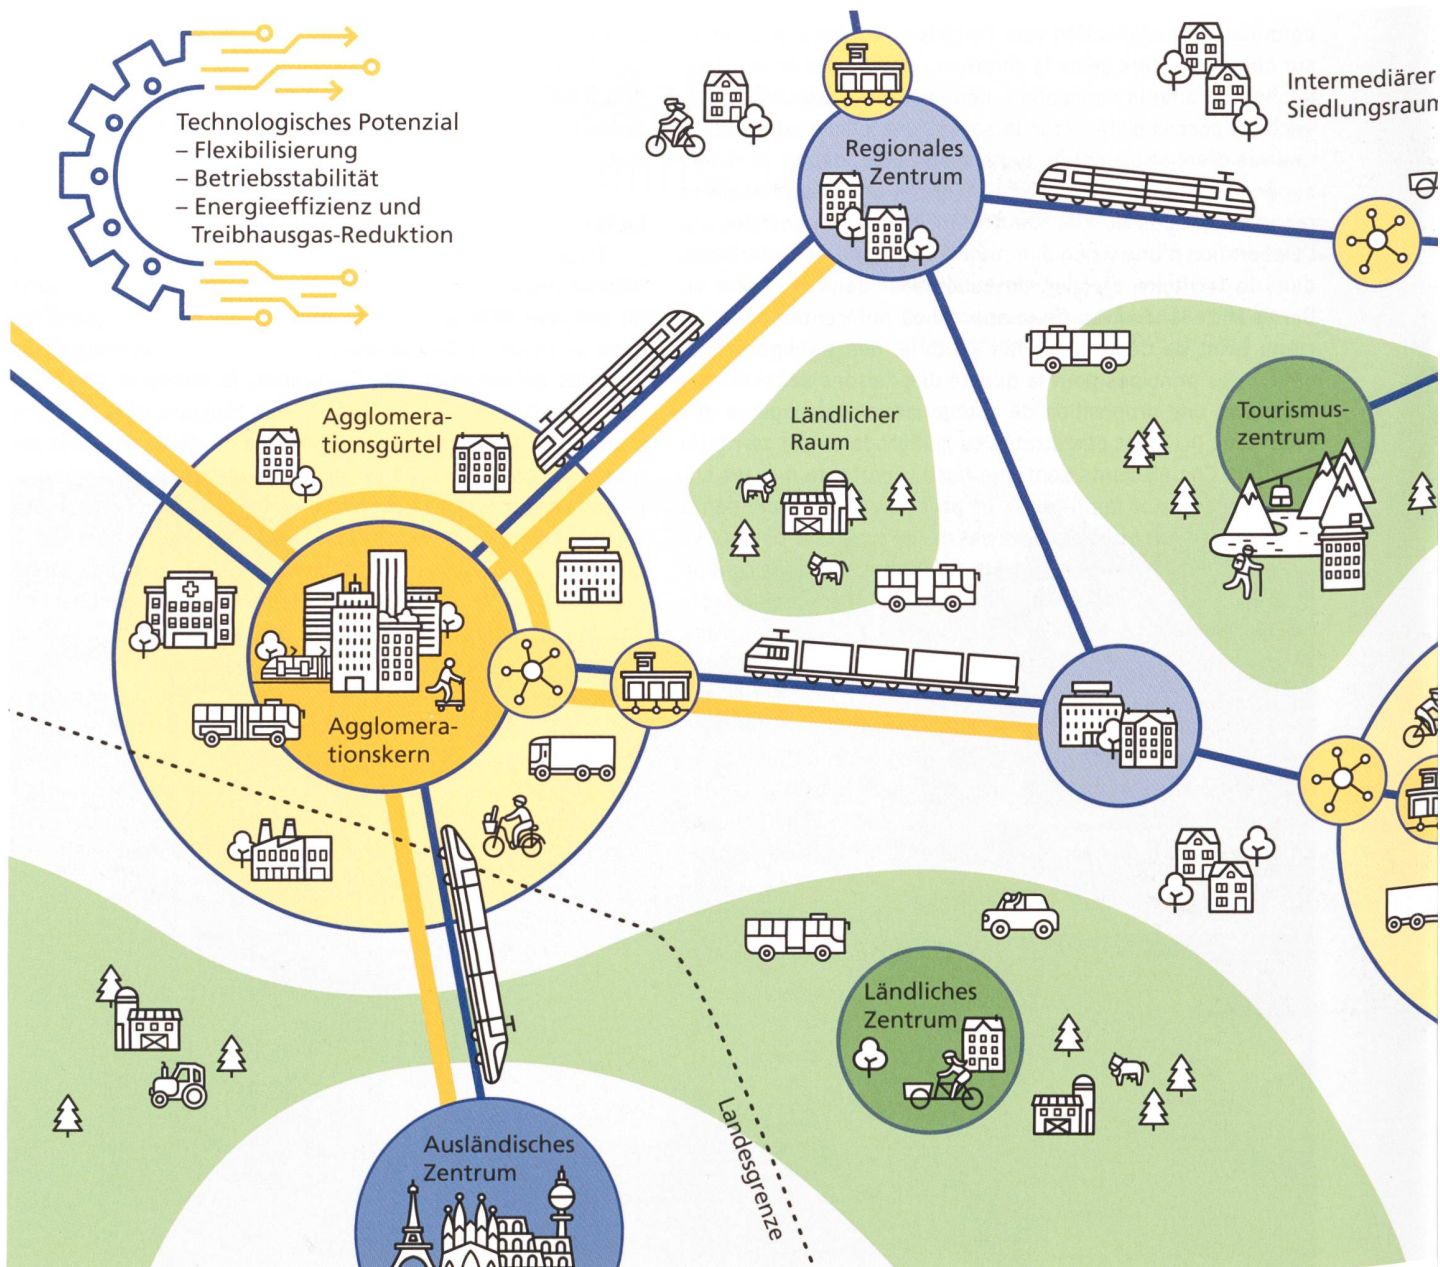 Technologisches Potenzial
– Flexibilisierung
– Betriebsstabilität
– Energieeffizienz und
Treibhausgas-Reduktion
Regionales
Zentrum
Intermediärer
Siedlungsraum
Agglomera-
tionsgürtel
Ländlicher
Raum
Tourismus-
zentrum
Agglomera-
tionskern
Ländliches
Zentrum
Landesgrenze
Ausländisches
Zentrum